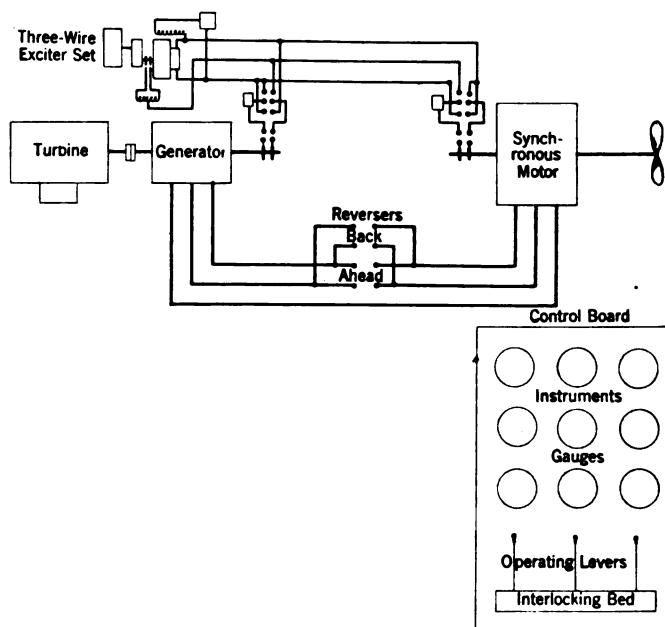 Three-Wire
Exciter Set
Turbine
Generator
Synch-
ronous
Motor
Reversers
Back
Ahead
Control Board
Instruments
Gauges
Operating Levers
Interlocking Bed